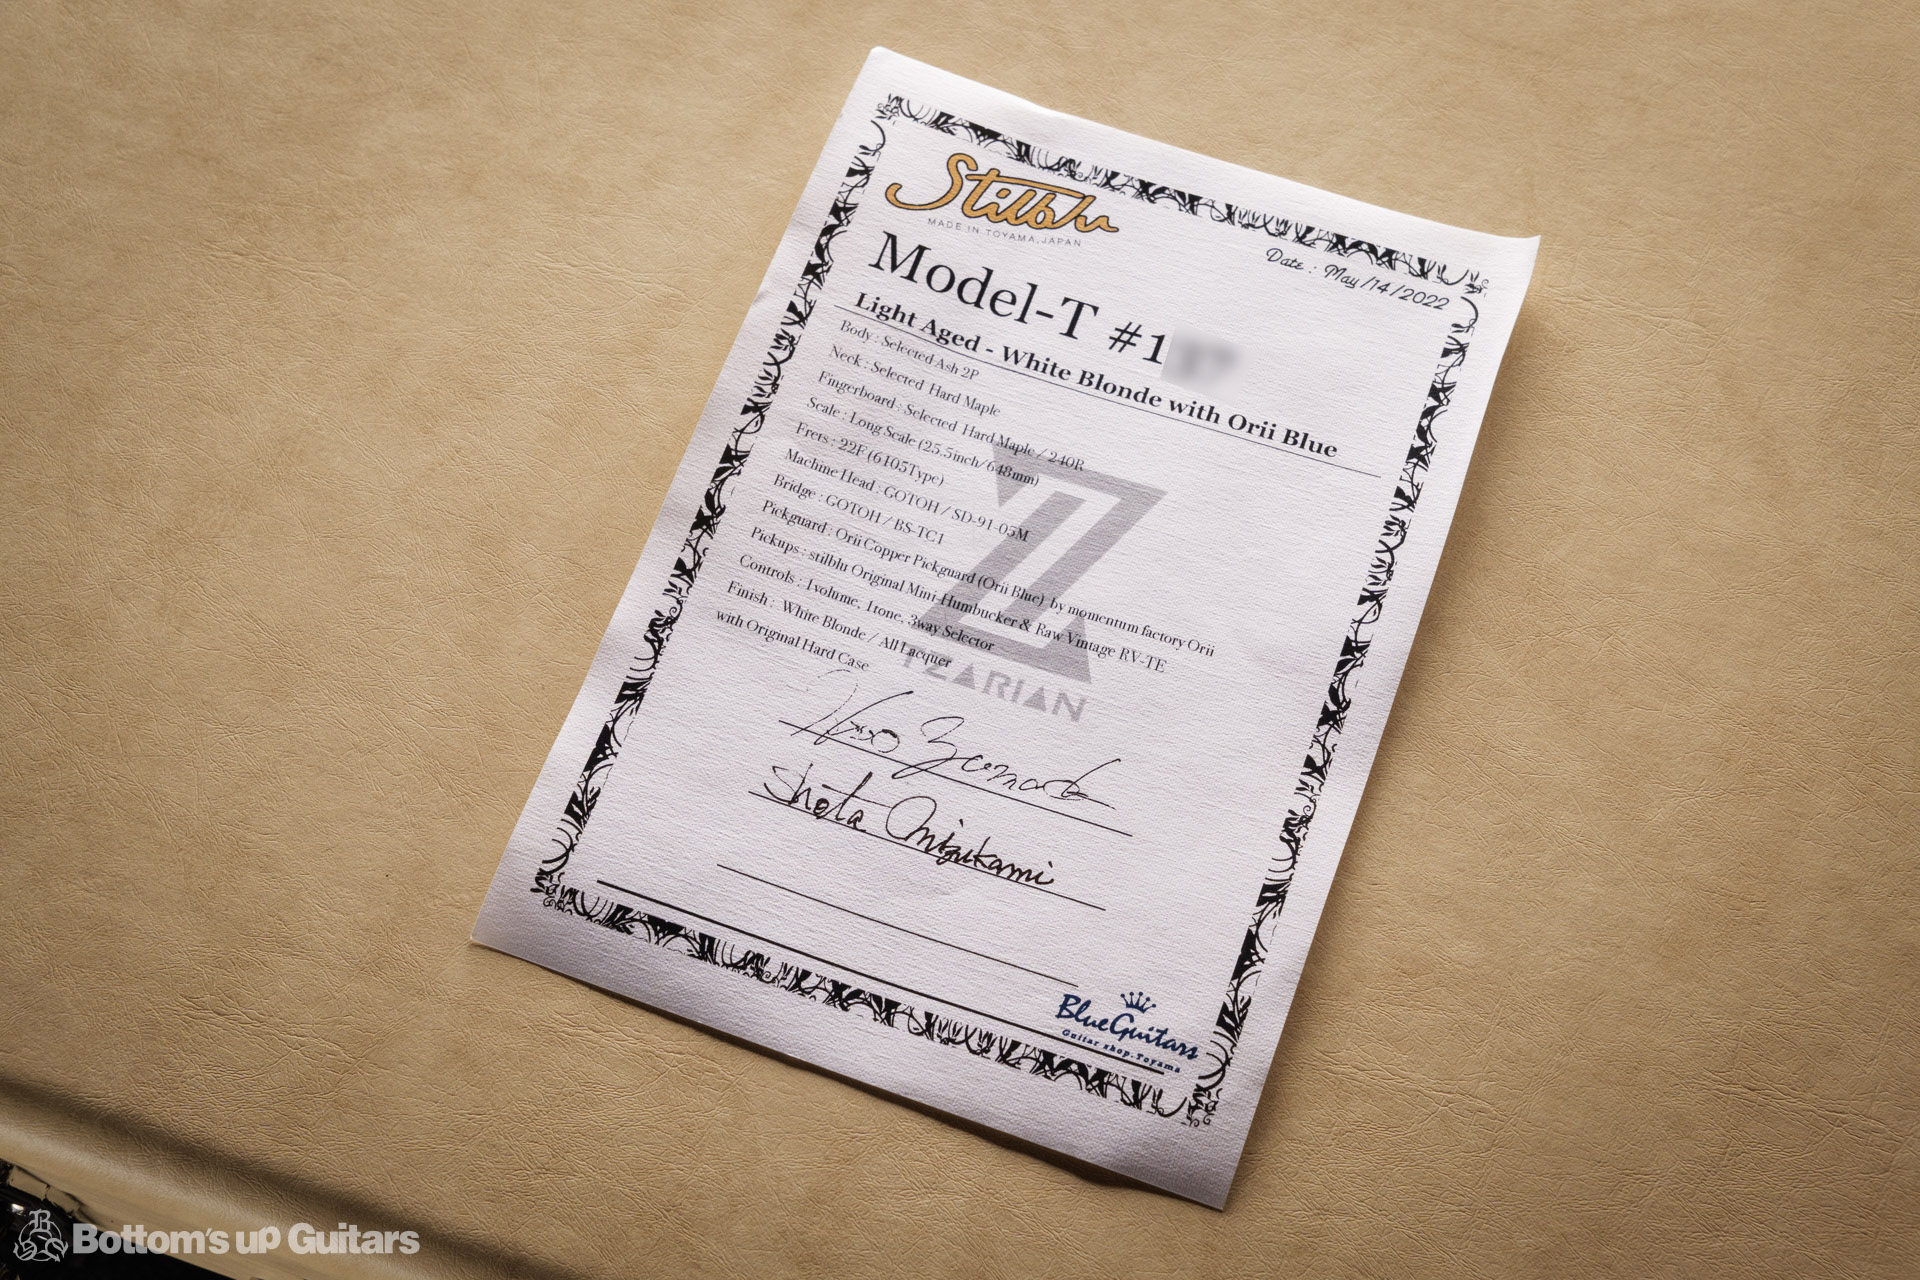 Stilblu
MADE IN TOYAMA, JAPAN
Date : May /14 / 2022
Model-T #1
Light Aged - White Blonde with Orii Blue
Body : Selected Ash 2P
Neck : Selected Hard Maple
Fingerboard : Selected Hard Maple / 240R
Scale : Long Scale (25.5inch/648mm)
Frets : 22F (6105Type)
Machine Head : GOTOH / SD-91-05M
Bridge : GOTOH / BS-TC1
Pickguard : Orii Copper Pickguard (Orii Blue) by momentum factory Orii
Pickups : stilblu Original Mini-Humbucker & Raw Vintage RV-TE
Controls : 1volume, 1tone, 3way Selector
Finish : White Blonde / All Lacquer
with Original Hard Case
IZARIAN
Shota Mizukami
BlueGuitars
Guitar shop.Toyama
Bottom's uP Guitars